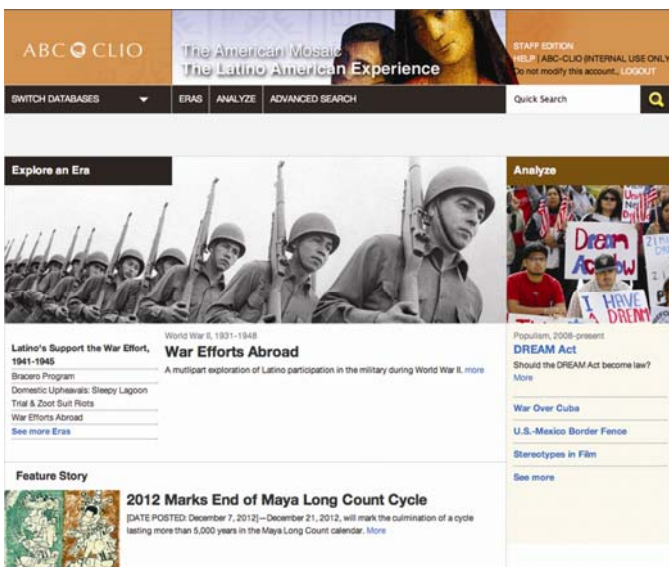 ABC CLIO
The American Mosaic
The Latino American Experience
STAFF EDITION
HELP | ABC-CLIO (INTERNAL USE ONLY
Do not modify this account. LOGOUT
SWITCH DATABASES
ERAS ANALYZE ADVANCED SEARCH
Quick Search
Explore an Era
Latino's Support the War Effort,
1941-1945
Bracero Program
Domestic Upheavals: Sleepy Lagoon
Trial & Zoot Suit Riots
War Efforts Abroad
See more Eras
World War II, 1931-1948
War Efforts Abroad
A mutlipart exploration of Latino participation in the military during World War II. more
Analyze
Dream
Act
I HAVE
A DREAM
Populism, 2008-present
DREAM Act
Should the DREAM Act become law?
More
War Over Cuba
U.S.-Mexico Border Fence
Stereotypes in Film
See more
Feature Story
2012 Marks End of Maya Long Count Cycle
[DATE POSTED: December 7, 2012]—December 21, 2012, will mark the culmination of a cycle
lasting more than 5,000 years in the Maya Long Count calendar. More